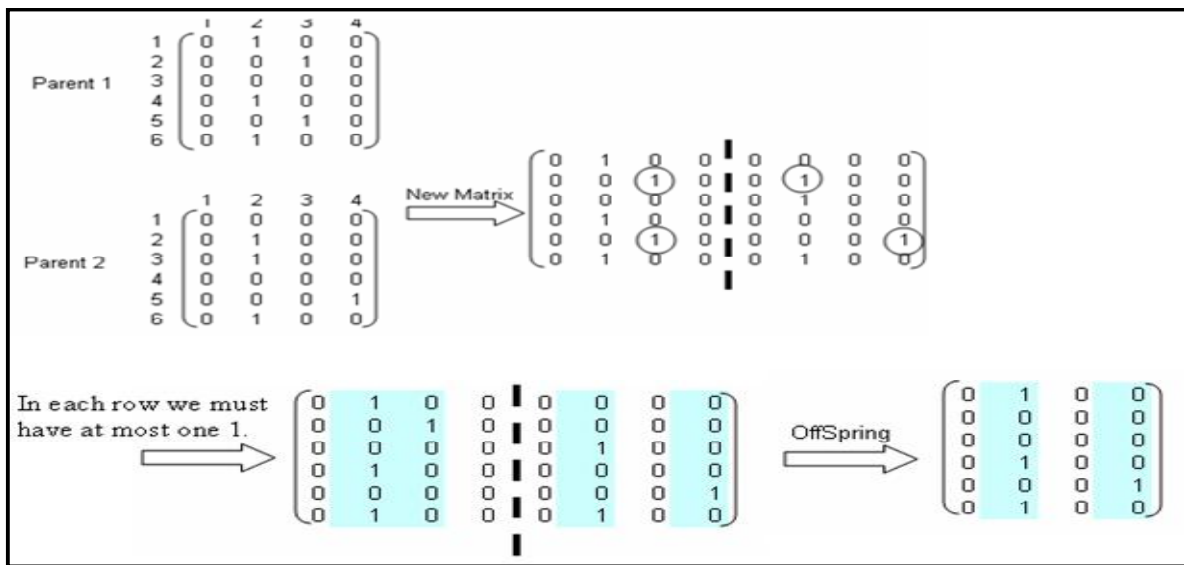 1 2 3 4
Parent 1
1 0 1 0 0
2 0 0 1 0
3 0 0 0 0
4 0 1 0 0
5 0 0 1 0
6 0 1 0 0
1 2 3 4
Parent 2
1 0 0 0 0
2 0 1 0 0
3 0 1 0 0
4 0 0 0 0
5 0 0 0 1
6 0 1 0 0
New Matrix
0 1 0 0 0 0 0 0
0 0 1 0 0 1 0 0
0 0 0 0 0 1 0 0
0 1 0 0 0 0 0 0
0 0 1 0 0 0 0 1
0 1 0 0 0 1 0 0
In each row we must
have at most one 1.
0 1 0 0 0 0 0 0
0 0 1 0 0 0 0 0
0 0 0 0 0 1 0 0
0 1 0 0 0 0 0 0
0 0 0 0 0 0 0 1
0 1 0 0 0 1 0 0
OffSpring
0 1 0 0
0 0 0 0
0 0 0 0
0 1 0 0
0 0 0 1
0 1 0 0